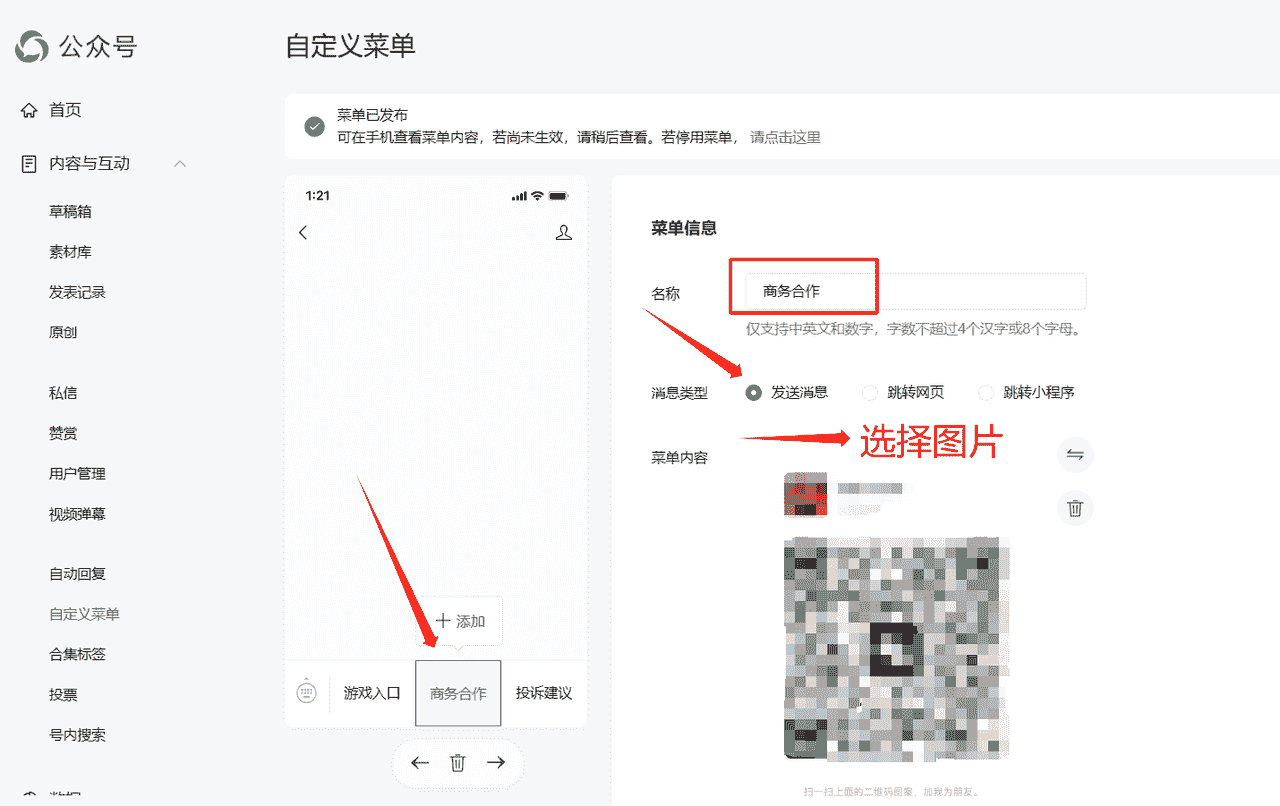 公众号
自定义菜单
首页
内容与互动
草稿箱
素材库
发表记录
原创
私信
赞赏
用户管理
视频弹幕
自动回复
自定义菜单
合集标签
投票
号内搜索
菜单已发布
可在手机查看菜单内容，若尚未生效，请稍后查看。若停用菜单， 请点击这里
1:21
添加
游戏入口 商务合作 投诉建议
菜单信息
名称 商务合作
仅支持中英文和数字，字数不超过4个汉字或8个字母。
消息类型 发送消息 跳转网页 跳转小程序
选择图片
菜单内容
扫一扫上面的二维码图案，加我为朋友。